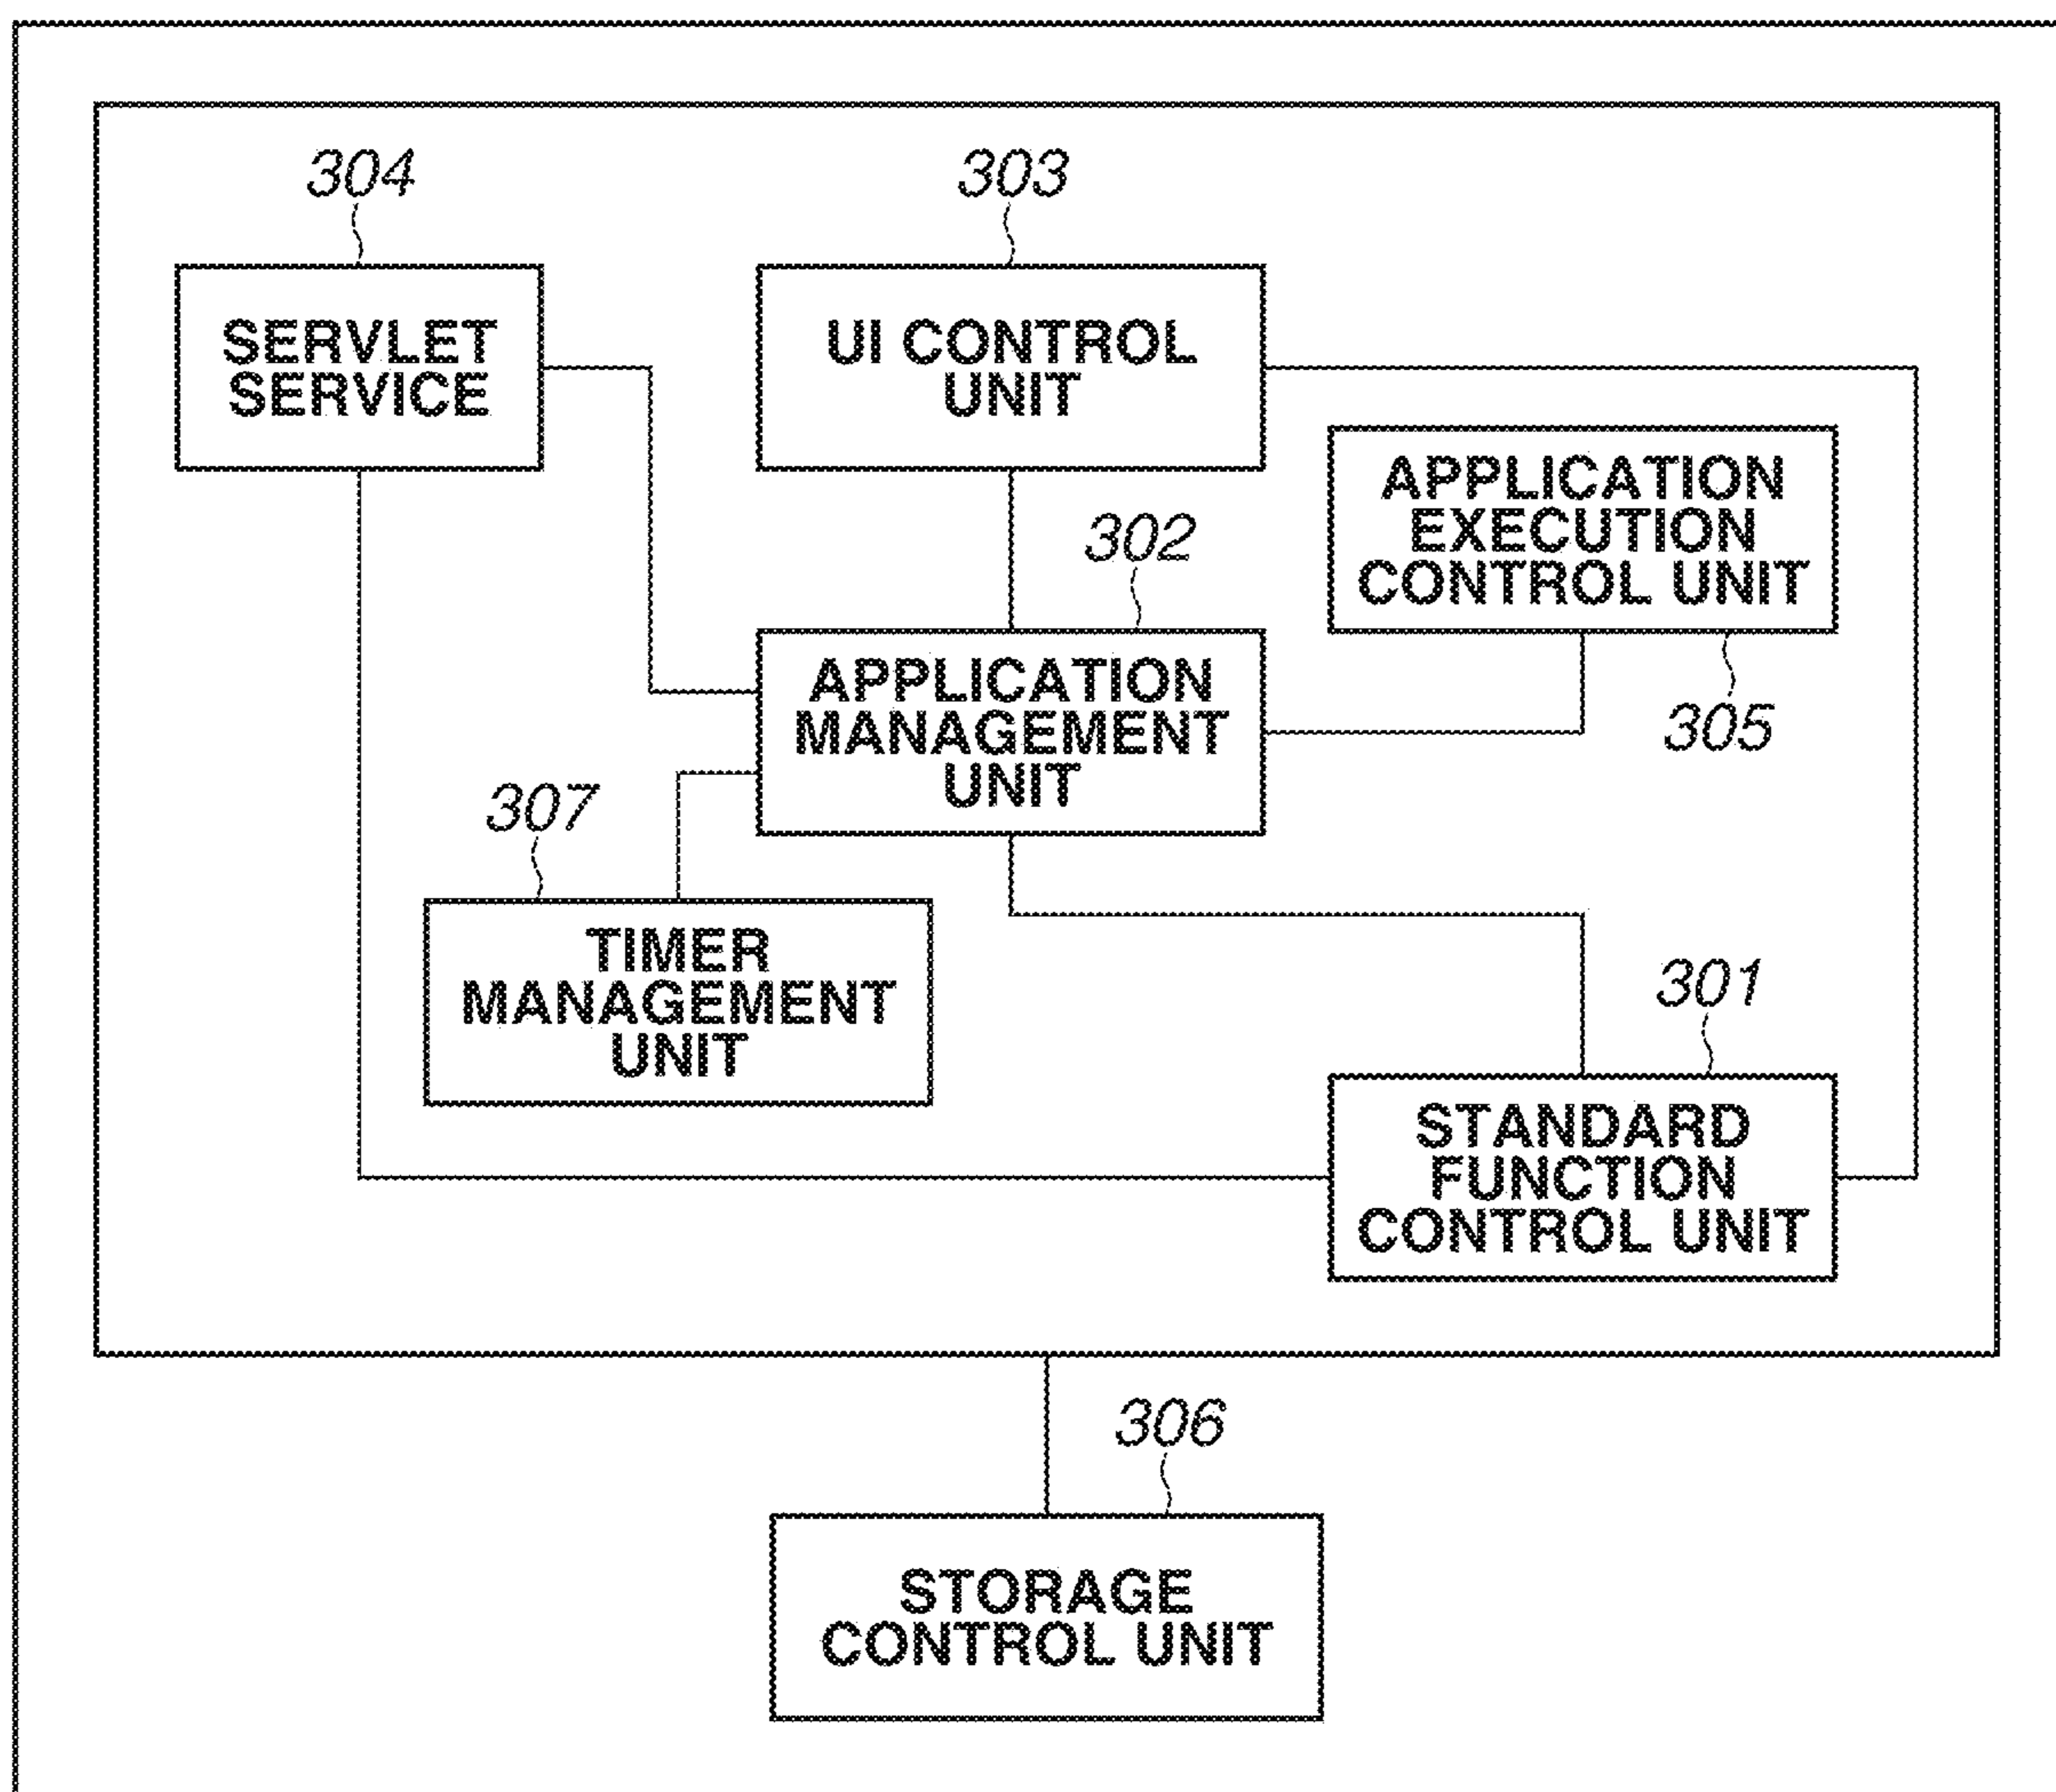 304
303
SERVLET
SERVICE
UI CONTROL
UNIT
APPLICATION
EXECUTION
CONTROL UNIT
302
305
APPLICATION
MANAGEMENT
UNIT
307
TIMER
MANAGEMENT
UNIT
301
STANDARD
FUNCTION
CONTROL UNIT
306
STORAGE
CONTROL UNIT